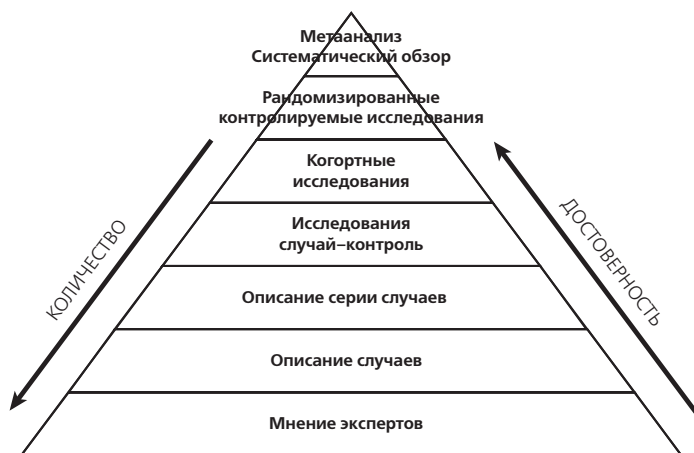 Метаанализ
Систематический обзор
Рандомизированные
контролируемые исследования
Когортные
исследования
Исследования
случай–контроль
Описание серии случаев
Описание случаев
Мнение экспертов
КОЛИЧЕСТВО
ДОСТОВЕРНОСТЬ